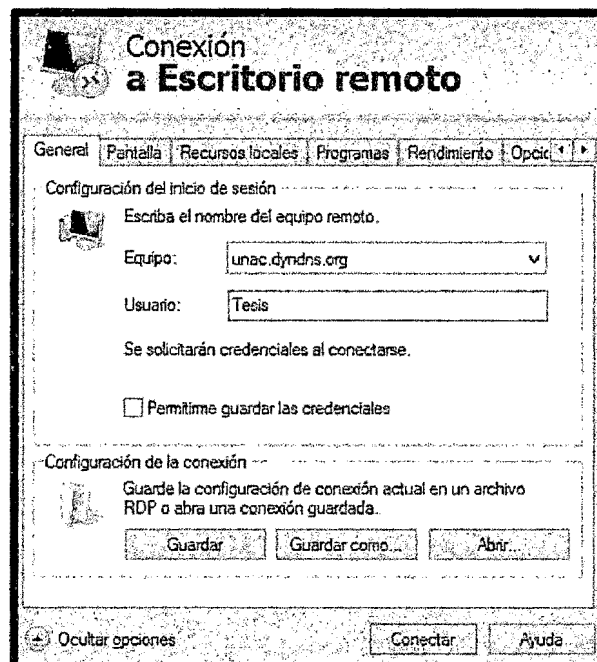 Conexión
a Escritorio remoto
General Pantalla Recursos locales Programas Rendimiento Opcic
Configuración del inicio de sesión
Escriba el nombre del equipo remoto.
Equipo: unac.dyndns.org
Usuario: Tesis
Se solicitarán credenciales al conectarse.
Permitirme guardar las credenciales
Configuración de la conexión
Guarde la configuración de conexión actual en un archivo
RDP o abra una conexión guardada.
Guardar Guardar como... Abrir...
Ocultar opciones Conectar Ayuda